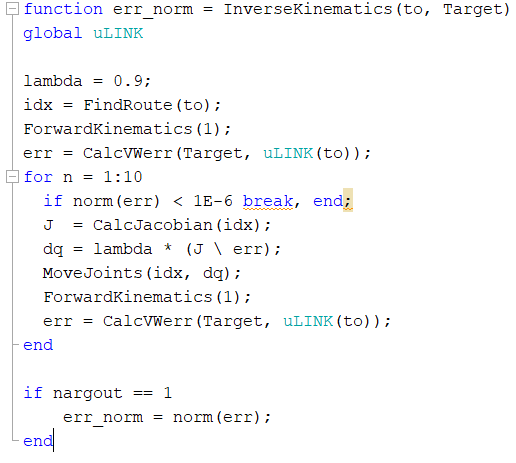 function err_norm = InverseKinematics(to, Target)
global uLINK

lambda = 0.9;
idx = FindRoute(to);
ForwardKinematics(1);
err = CalcVWerr(Target, uLINK(to));
for n = 1:10
  if norm(err) < 1E-6 break, end;
  J  = CalcJacobian(idx);
  dq = lambda * (J \ err);
  MoveJoints(idx, dq);
  ForwardKinematics(1);
  err = CalcVWerr(Target, uLINK(to));
end

if nargout == 1
    err_norm = norm(err);
end